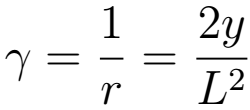 γ = 1/r = 2y/L²